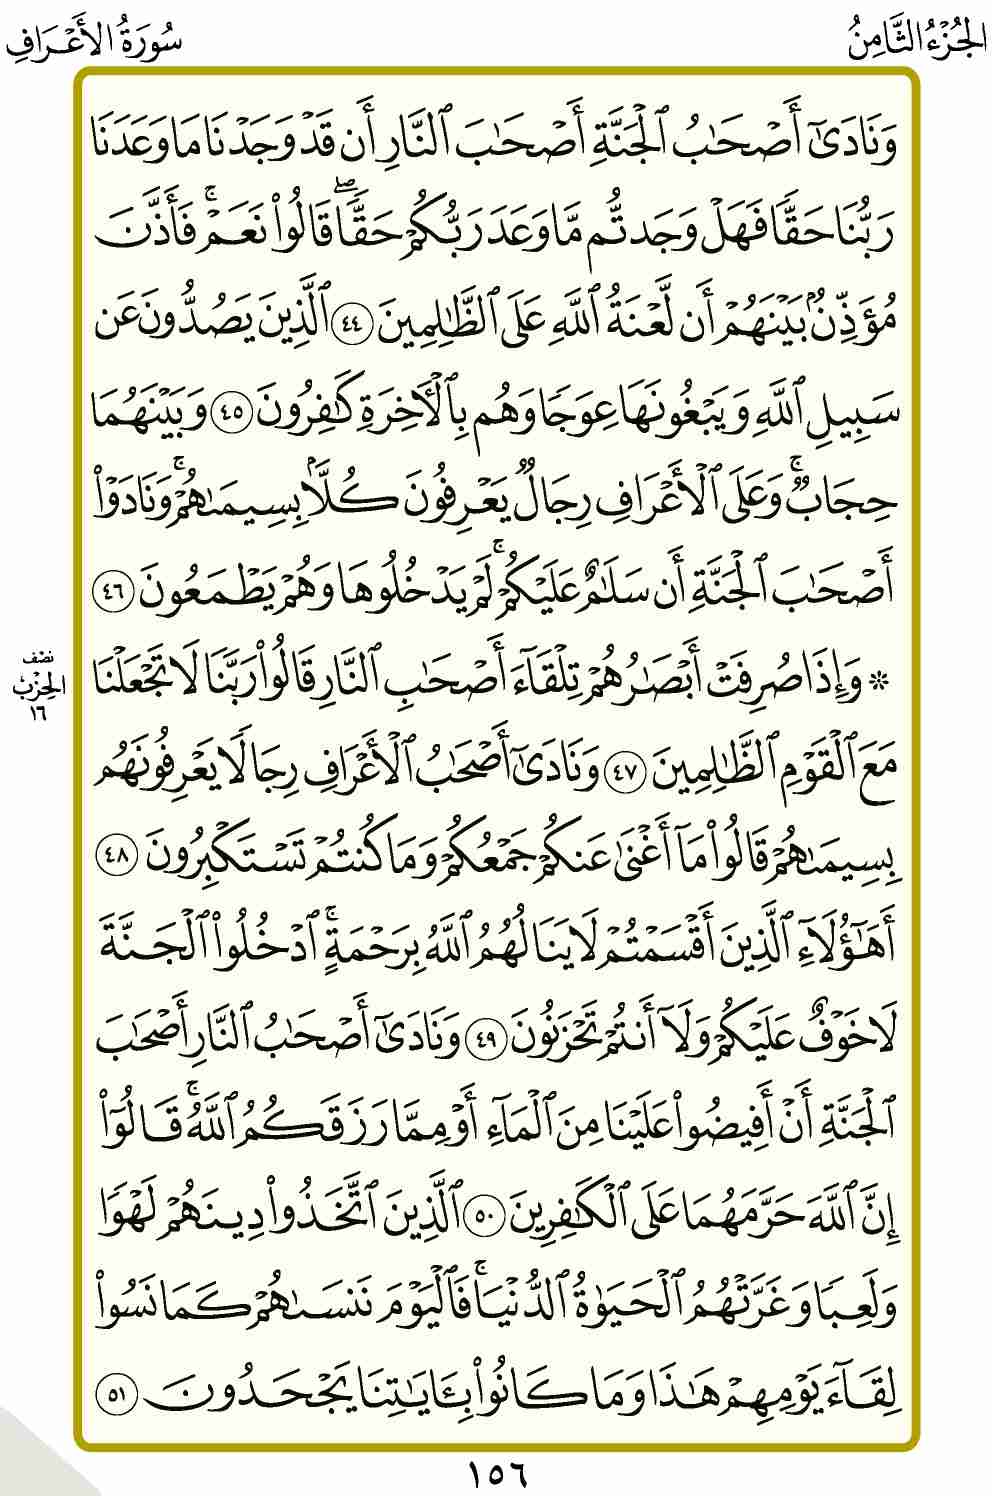 الجُزْءُ الثَّامِنُ
سُورَةُ الأَعْرَافِ
وَنَادَىٰٓ أَصْحَٰبُ ٱلْجَنَّةِ أَصْحَٰبَ ٱلنَّارِ أَن قَدْ وَجَدْنَا مَا وَعَدَنَا
رَبُّنَا حَقًّا فَهَلْ وَجَدتُّم مَّا وَعَدَ رَبُّكُمْ حَقًّا ۖ قَالُوا۟ نَعَمْ ۚ فَأَذَّنَ
مُؤَذِّنٌۢ بَيْنَهُمْ أَن لَّعْنَةُ ٱللَّهِ عَلَى ٱلظَّٰلِمِينَ ٤٤ ٱلَّذِينَ يَصُدُّونَ عَن
سَبِيلِ ٱللَّهِ وَيَبْغُونَهَا عِوَجًا وَهُم بِٱلْأَخِرَةِ كَٰفِرُونَ ٤٥ وَبَيْنَهُمَا
حِجَابٌ ۚ وَعَلَى ٱلْأَعْرَافِ رِجَالٌ يَعْرِفُونَ كُلًّۢا بِسِيمَىٰهُمْ ۚ وَنَادَوْا۟
أَصْحَٰبَ ٱلْجَنَّةِ أَن سَلَٰمٌ عَلَيْكُمْ ۚ لَمْ يَدْخُلُوهَا وَهُمْ يَطْمَعُونَ ٤٦
نصْف
الحِزْب
١٦
۞ وَإِذَا صُرِفَتْ أَبْصَٰرُهُمْ تِلْقَآءَ أَصْحَٰبِ ٱلنَّارِ قَالُوا۟ رَبَّنَا لَا تَجْعَلْنَا
مَعَ ٱلْقَوْمِ ٱلظَّٰلِمِينَ ٤٧ وَنَادَىٰٓ أَصْحَٰبُ ٱلْأَعْرَافِ رِجَالًا يَعْرِفُونَهُم
بِسِيمَىٰهُمْ قَالُوا۟ مَآ أَغْنَىٰ عَنكُمْ جَمْعُكُمْ وَمَا كُنتُمْ تَسْتَكْبِرُونَ ٤٨
أَهَٰٓؤُلَآءِ ٱلَّذِينَ أَقْسَمْتُمْ لَا يَنَالُهُمُ ٱللَّهُ بِرَحْمَةٍ ۚ ٱدْخُلُوا۟ ٱلْجَنَّةَ
لَا خَوْفٌ عَلَيْكُمْ وَلَآ أَنتُمْ تَحْزَنُونَ ٤٩ وَنَادَىٰٓ أَصْحَٰبُ ٱلنَّارِ أَصْحَٰبَ
ٱلْجَنَّةِ أَنْ أَفِيضُوا۟ عَلَيْنَا مِنَ ٱلْمَآءِ أَوْ مِمَّا رَزَقَكُمُ ٱللَّهُ ۚ قَالُوٓا۟
إِنَّ ٱللَّهَ حَرَّمَهُمَا عَلَى ٱلْكَٰفِرِينَ ٥٠ ٱلَّذِينَ ٱتَّخَذُوا۟ دِينَهُمْ لَهْوًا
وَلَعِبًا وَغَرَّتْهُمُ ٱلْحَيَوٰةُ ٱلدُّنْيَا ۚ فَٱلْيَوْمَ نَنسَىٰهُمْ كَمَا نَسُوا۟
لِقَآءَ يَوْمِهِمْ هَٰذَا وَمَا كَانُوا۟ بِـَٔايَٰتِنَا يَجْحَدُونَ ٥١
١٥٦